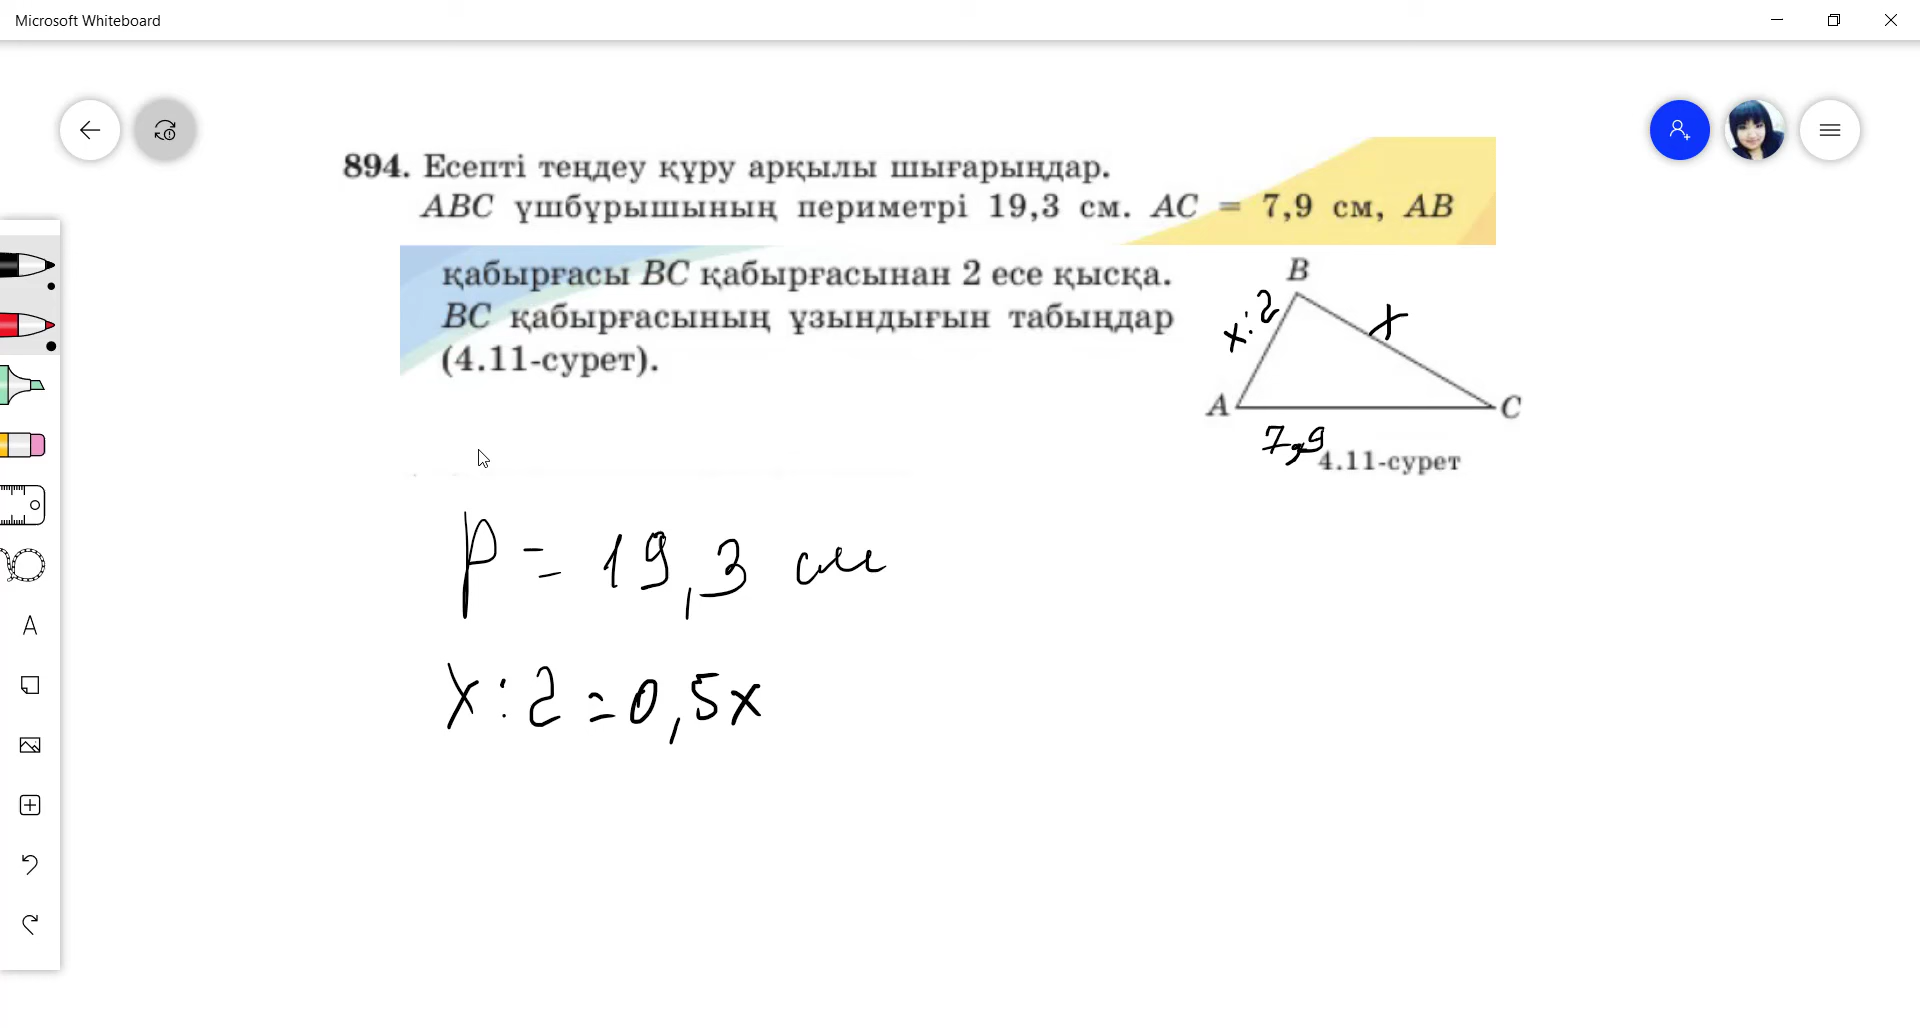 Microsoft Whiteboard
894. Есепті теңдеу құру арқылы шығарыңдар.
ABC үшбұрышының периметрі 19,3 см. AC = 7,9 см, AB
қабырғасы BC қабырғасынан 2 есе қысқа.
BC қабырғасының ұзындығын табыңдар
(4.11-сурет).
B
x:2
x
A
C
7,9
4.11-сурет
P = 19,3 см
x:2=0,5x
A